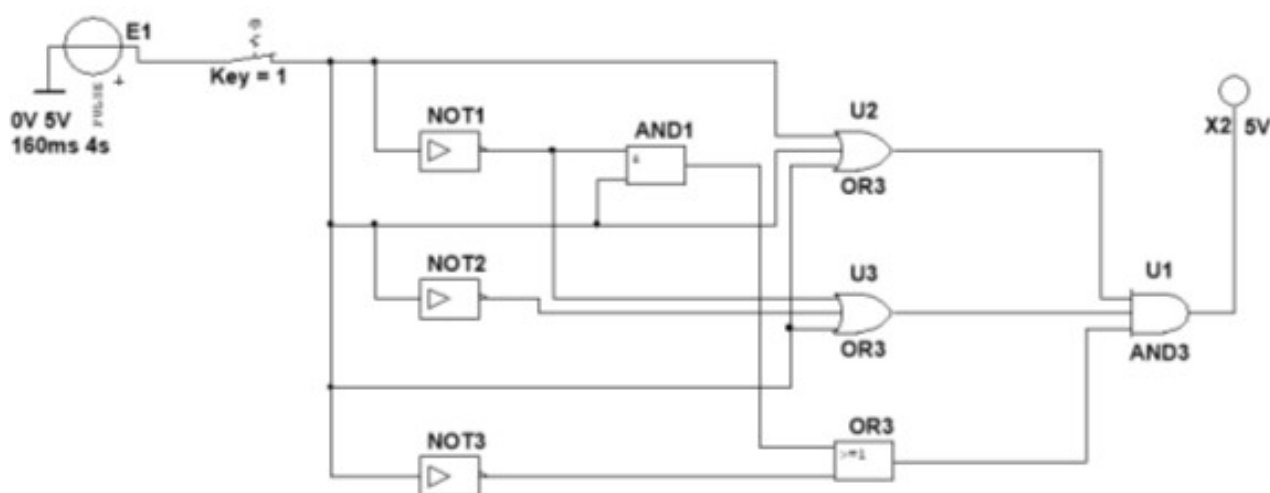 E1
Key = 1
PULSE
+
0V 5V
160ms 4s
NOT1
AND1
&
U2
OR3
X2 5V
NOT2
U3
OR3
U1
AND3
NOT3
OR3
>=1